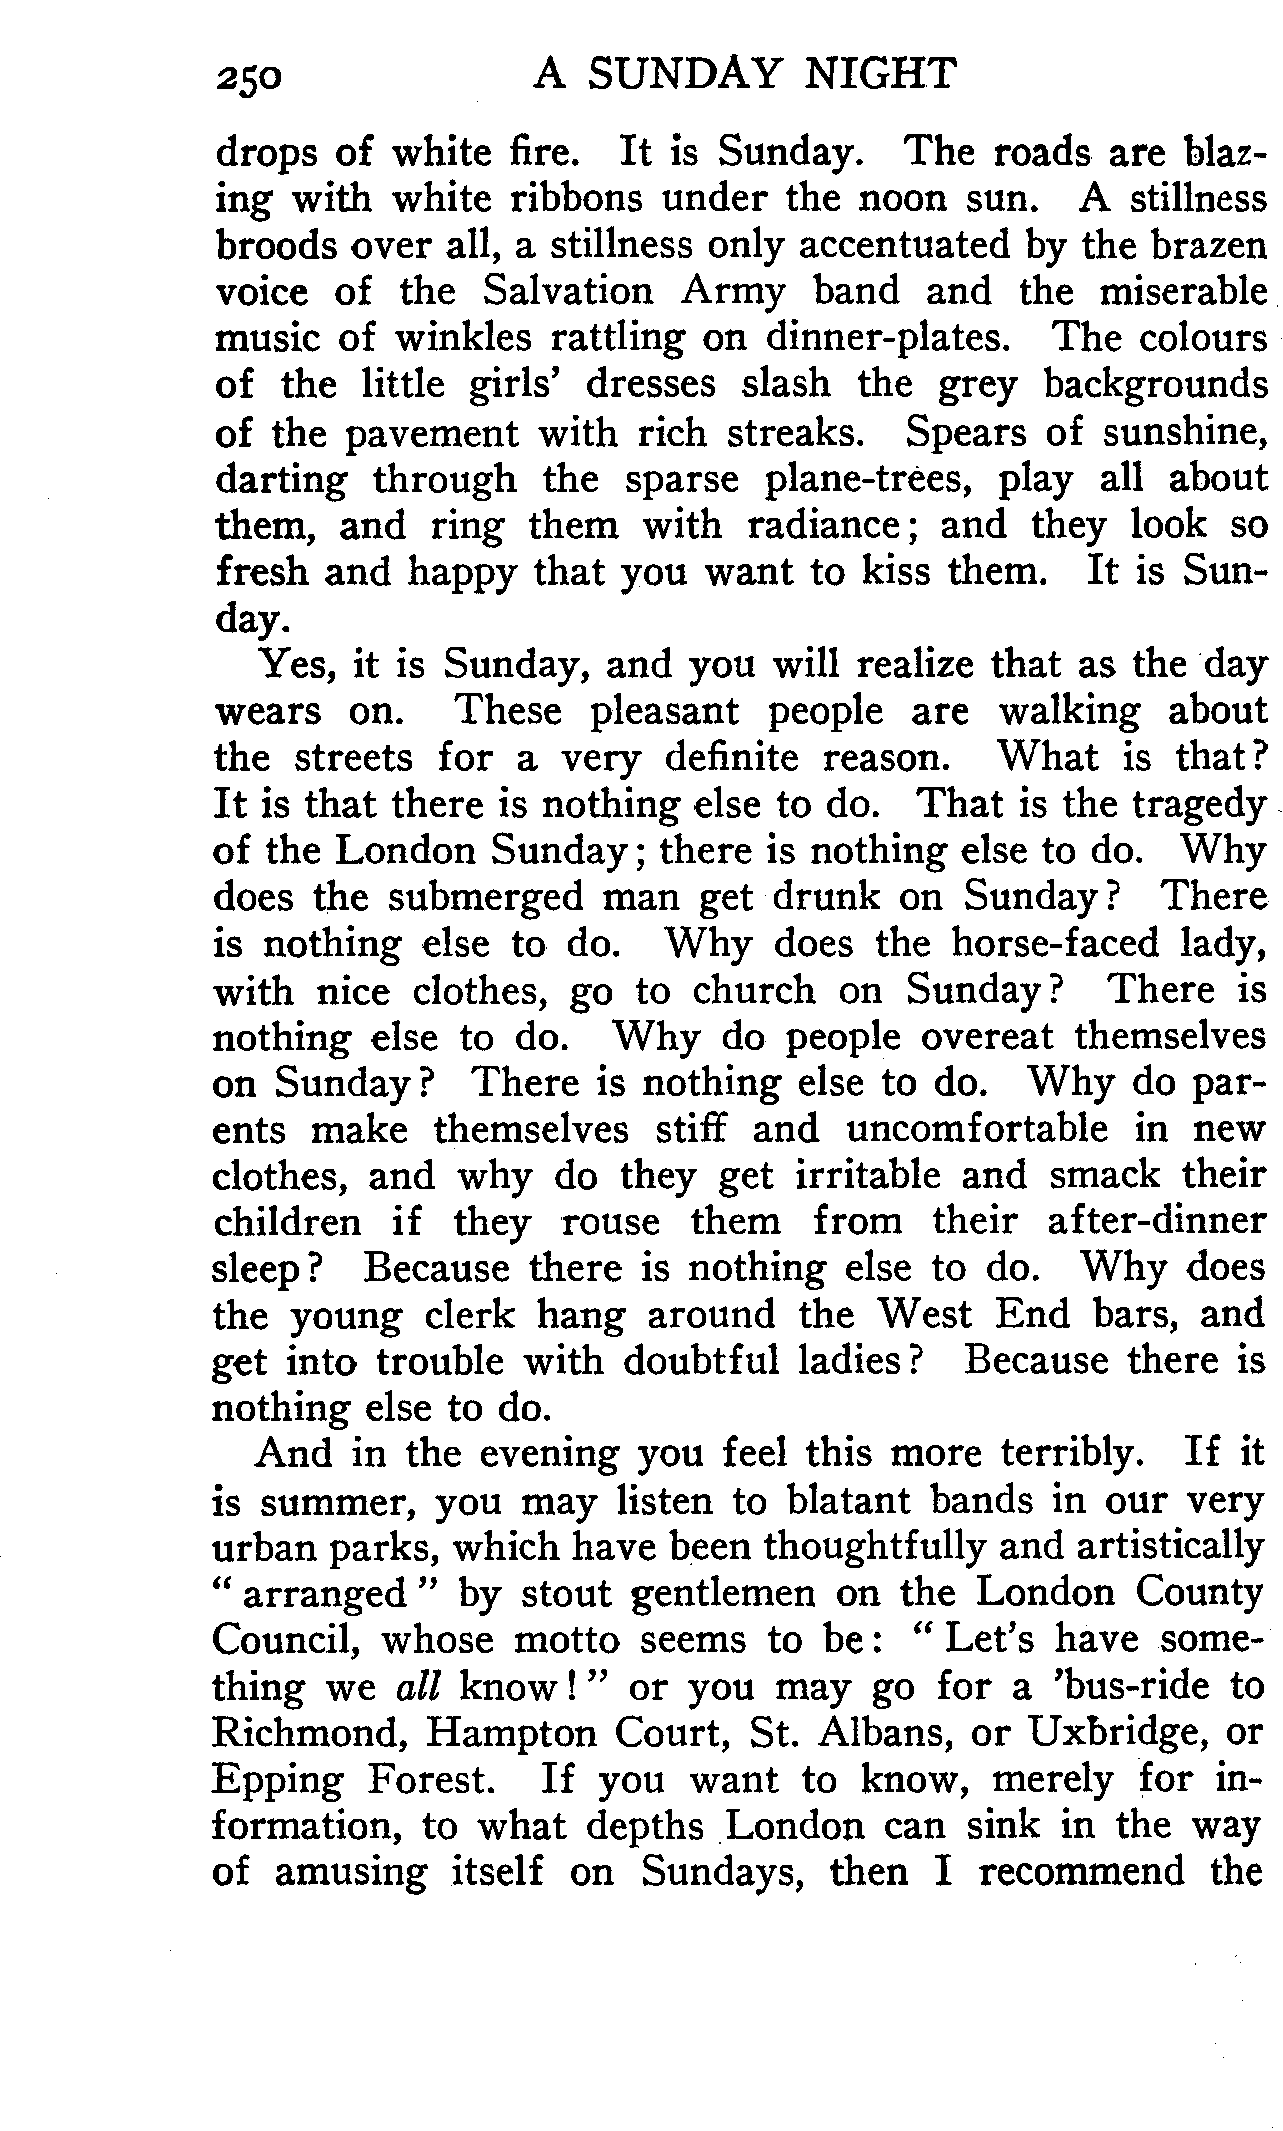 250 A SUNDAY NIGHT
drops of white fire. It is Sunday. The roads are blaz-
ing with white ribbons under the noon sun. A stillness
broods over all, a stillness only accentuated by the brazen
voice of the Salvation Army band and the miserable
music of winkles rattling on dinner-plates. The colours
of the little girls' dresses slash the grey backgrounds
of the pavement with rich streaks. Spears of sunshine,
darting through the sparse plane-trees, play all about
them, and ring them with radiance; and they look so
fresh and happy that you want to kiss them. It is Sun-
day.
Yes, it is Sunday, and you will realize that as the day
wears on. These pleasant people are walking about
the streets for a very definite reason. What is that?
It is that there is nothing else to do. That is the tragedy
of the London Sunday; there is nothing else to do. Why
does the submerged man get drunk on Sunday? There
is nothing else to do. Why does the horse-faced lady,
with nice clothes, go to church on Sunday? There is
nothing else to do. Why do people overeat themselves
on Sunday? There is nothing else to do. Why do par-
ents make themselves stiff and uncomfortable in new
clothes, and why do they get irritable and smack their
children if they rouse them from their after-dinner
sleep? Because there is nothing else to do. Why does
the young clerk hang around the West End bars, and
get into trouble with doubtful ladies? Because there is
nothing else to do.
And in the evening you feel this more terribly. If it
is summer, you may listen to blatant bands in our very
urban parks, which have been thoughtfully and artistically
" arranged " by stout gentlemen on the London County
Council, whose motto seems to be: " Let's have some-
thing we all know! " or you may go for a 'bus-ride to
Richmond, Hampton Court, St. Albans, or Uxbridge, or
Epping Forest. If you want to know, merely for in-
formation, to what depths London can sink in the way
of amusing itself on Sundays, then I recommend the